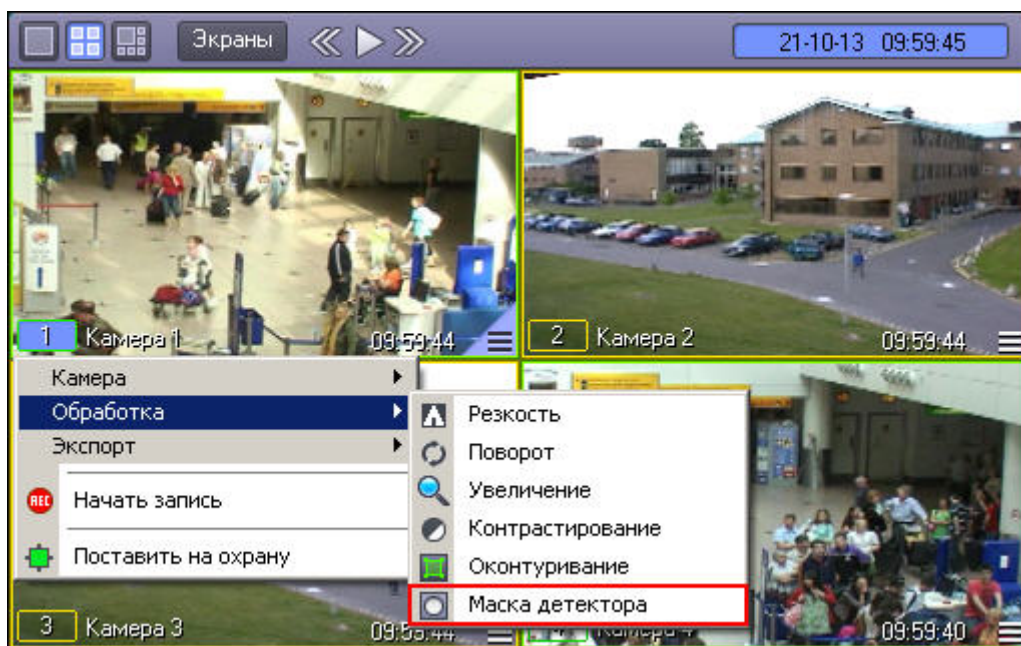 Экраны
21-10-13 09:59:45
1 Камера 1 09:59:44
2 Камера 2 09:59:44
Камера
Обработка
Экспорт
REC Начать запись
Поставить на охрану
Резкость
Поворот
Увеличение
Контрастирование
Оконтуривание
Маска детектора
3 Камера 3
09:59:40